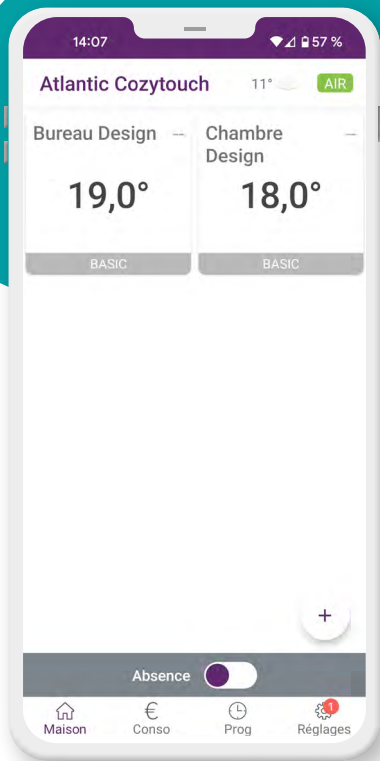 14:07 57 %
Atlantic Cozytouch 11° AIR
Bureau Design
19,0°
BASIC
Chambre
Design
18,0°
BASIC
+
Absence
Maison
€
Conso
Prog
1
Réglages